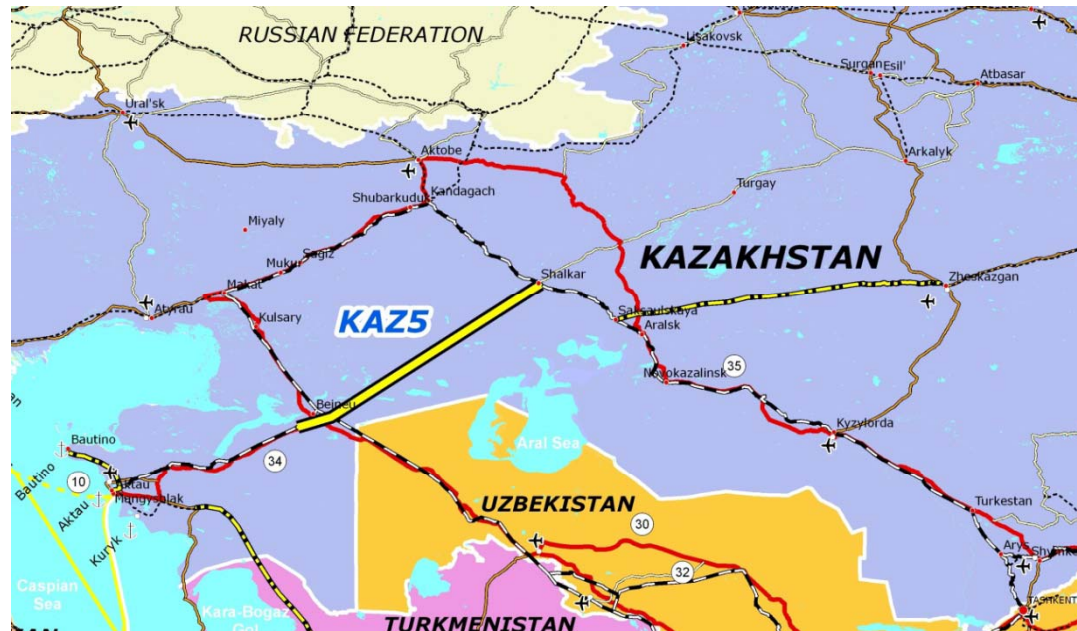 RUSSIAN FEDERATION
Lisakovsk
Surgan
Esil'
Atbasar
Ural'sk
Aktobe
Arkalyk
Kandagach
Shubarkuduk
Turgay
Miyaly
Sagiz
Mukur
KAZAKHSTAN
Shalkar
Zheskazgan
Makat
Atyrau
Kulsary
KAZ5
Saksaulskaya
Aralsk
35
Novokazalinsk
Beineu
Kyzylorda
Aral Sea
Bautino
34
10
Aktau
Mangyshlak
Bautino
Aktau
Kuryk
UZBEKISTAN
30
Turkestan
Arys
32
Caspian
Sea
Kara-Bogaz
Gol
TASHKENT
TURKMENISTAN